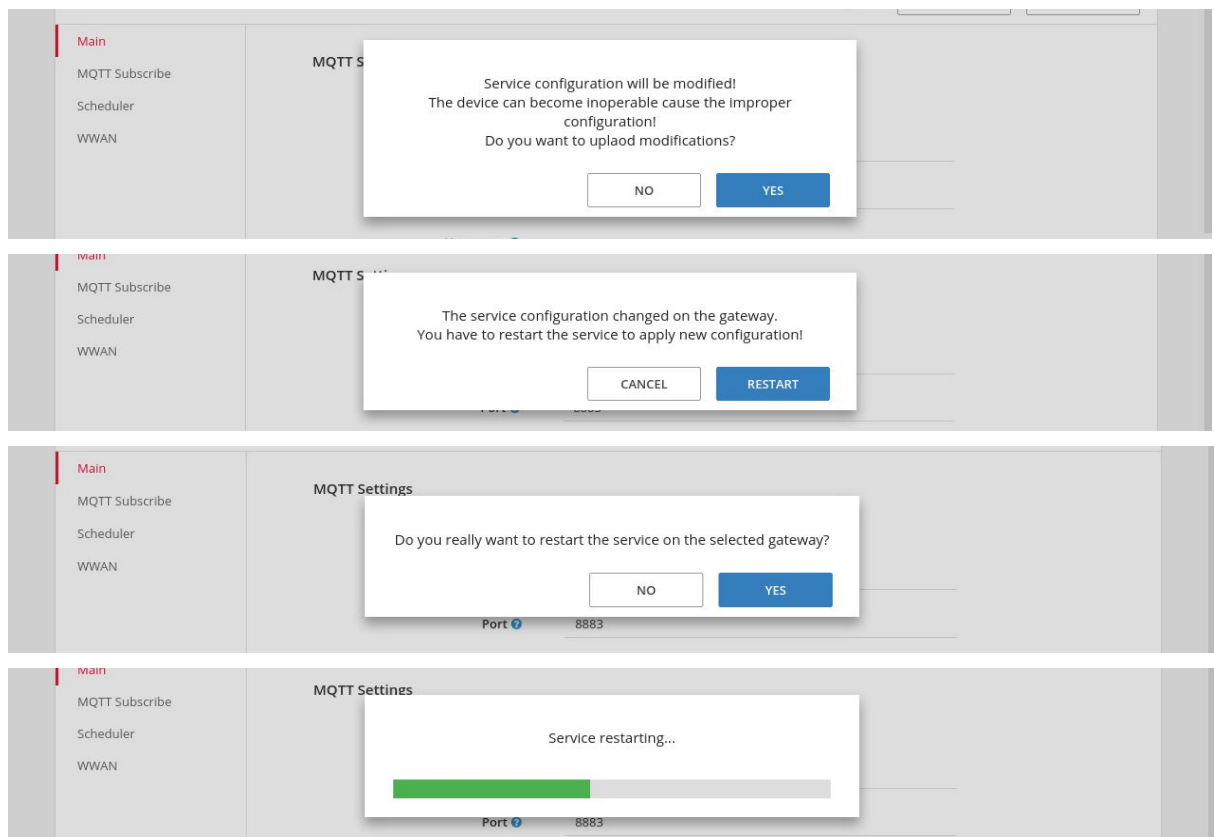 Main
MQTT Subscribe
Scheduler
WWAN
MQTT S
Service configuration will be modified!
The device can become inoperable cause the improper
configuration!
Do you want to uplaod modifications?
NO
YES
Main
MQTT Subscribe
Scheduler
WWAN
MQTT S
The service configuration changed on the gateway.
You have to restart the service to apply new configuration!
CANCEL
RESTART
Main
MQTT Subscribe
Scheduler
WWAN
MQTT Settings
Do you really want to restart the service on the selected gateway?
NO
YES
Port
8883
Main
MQTT Subscribe
Scheduler
WWAN
MQTT Settings
Service restarting...
Port
8883